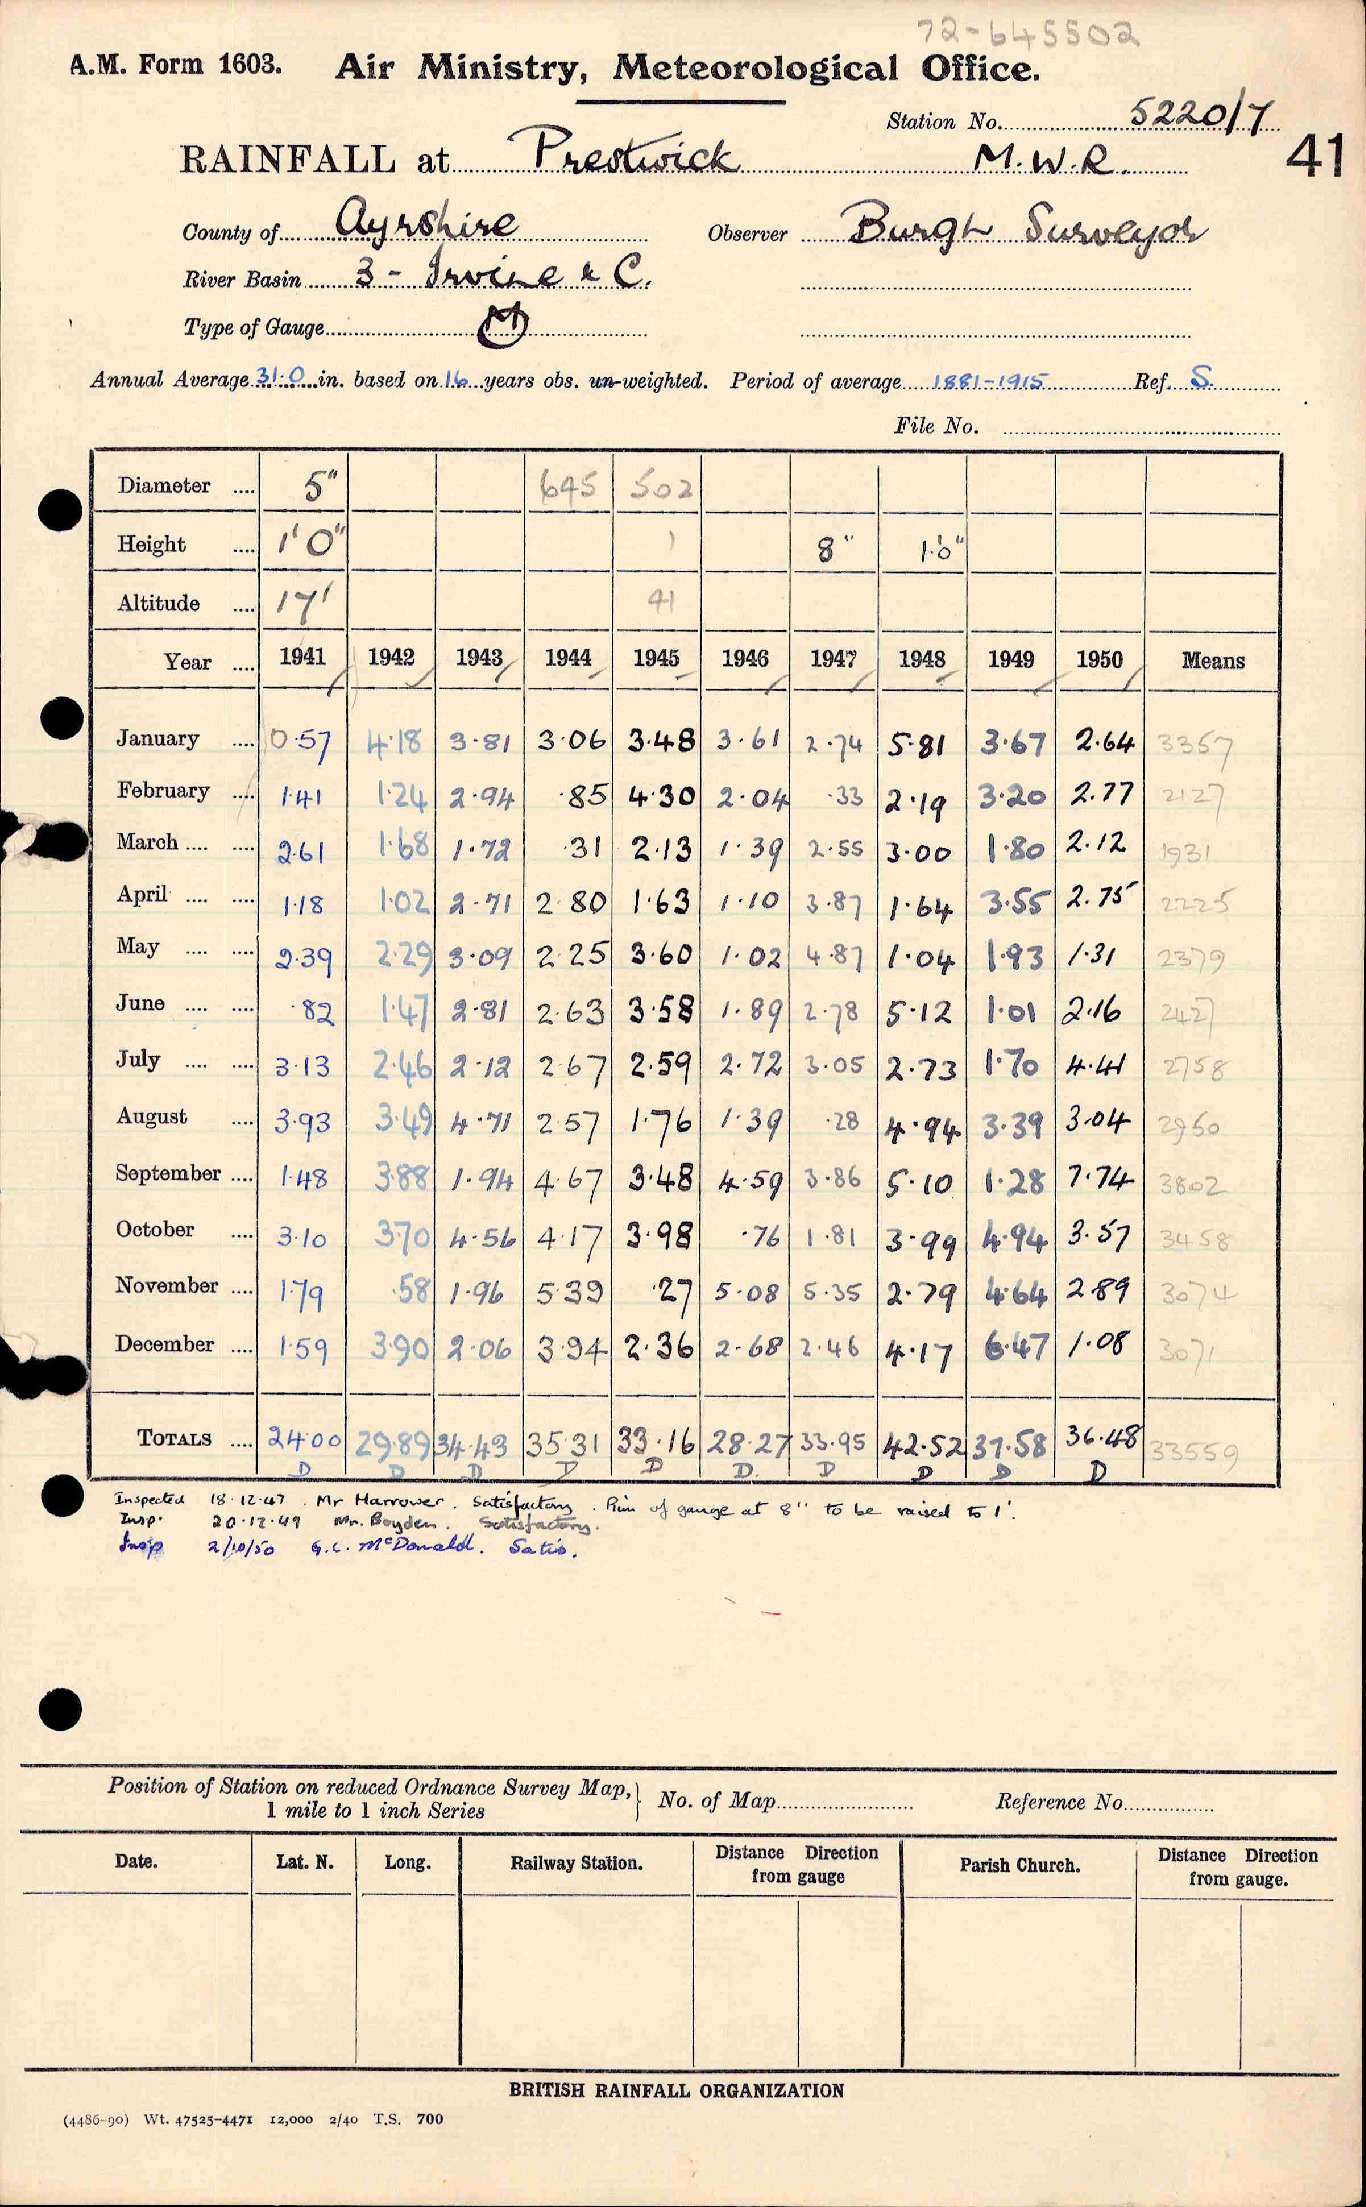 72-645502
A.M. Form 1603. Air Ministry, Meteorological Office.
Station No. 5220/7
41
RAINFALL at Prestwick M.W.R.
County of Ayrshire Observer Burgh Surveyor
River Basin 3 - Irvine & C.
Type of Gauge M
Annual Average 31.0 in. based on 16 years obs. un-weighted. Period of average 1881-1915 Ref. S.
File No.
Diameter .... 5" 645 502
Height .... 1'0" 1 8" 1'0"
Altitude .... 17' 41
Year .... 1941 1942 1943 1944 1945 1946 1947 1948 1949 1950 Means
January .... 0.57 4.18 3.81 3.06 3.48 3.61 2.74 5.81 3.67 2.64 3357
February .... 1.41 1.24 2.94 .85 4.30 2.04 .33 2.19 3.20 2.77 2127
March .... .... 2.61 1.68 1.72 .31 2.13 1.39 2.55 3.00 1.80 2.12 1931
April .... .... 1.18 1.02 2.71 2.80 1.63 1.10 3.87 1.64 3.55 2.75 2225
May .... .... 2.39 2.29 3.09 2.25 3.60 1.02 4.87 1.04 1.93 1.31 2379
June .... .... .82 1.47 2.81 2.63 3.58 1.89 2.78 5.12 1.01 2.16 2427
July .... .... 3.13 2.46 2.12 2.67 2.59 2.72 3.05 2.73 1.70 4.41 2758
August .... 3.93 3.49 4.71 2.57 1.76 1.39 .28 4.94 3.39 3.04 2950
September .... 1.48 3.88 1.94 4.67 3.48 4.59 3.86 5.10 1.28 7.74 3802
October .... 3.10 3.70 4.56 4.17 3.98 .76 1.81 3.99 4.94 3.57 3458
November .... 1.79 .58 1.96 5.39 .27 5.08 5.35 2.79 4.64 2.89 3074
December .... 1.59 3.90 2.06 3.94 2.36 2.68 2.46 4.17 6.47 1.08 3071
TOTALS .... 24.00 29.89 34.43 35.31 33.16 28.27 33.95 42.52 37.58 36.48 33559
D D D D D D. D D D D
Inspected 18.12.47. Mr Harrower. Satisfactory. Rim of gauge at 8" to be raised to 1'.
Insp. 20.12.49 Mr. Boyden. Satisfactory.
Insp 2/10/50 G.C. McDonald. Satis.
Position of Station on reduced Ordnance Survey Map, 1 mile to 1 inch Series } No. of Map Reference No.
Date. Lat. N. Long. Railway Station. Distance Direction from gauge Parish Church. Distance Direction from gauge.
BRITISH RAINFALL ORGANIZATION
(4486-90) Wt. 47525-4471 12,000 2/40 T.S. 700